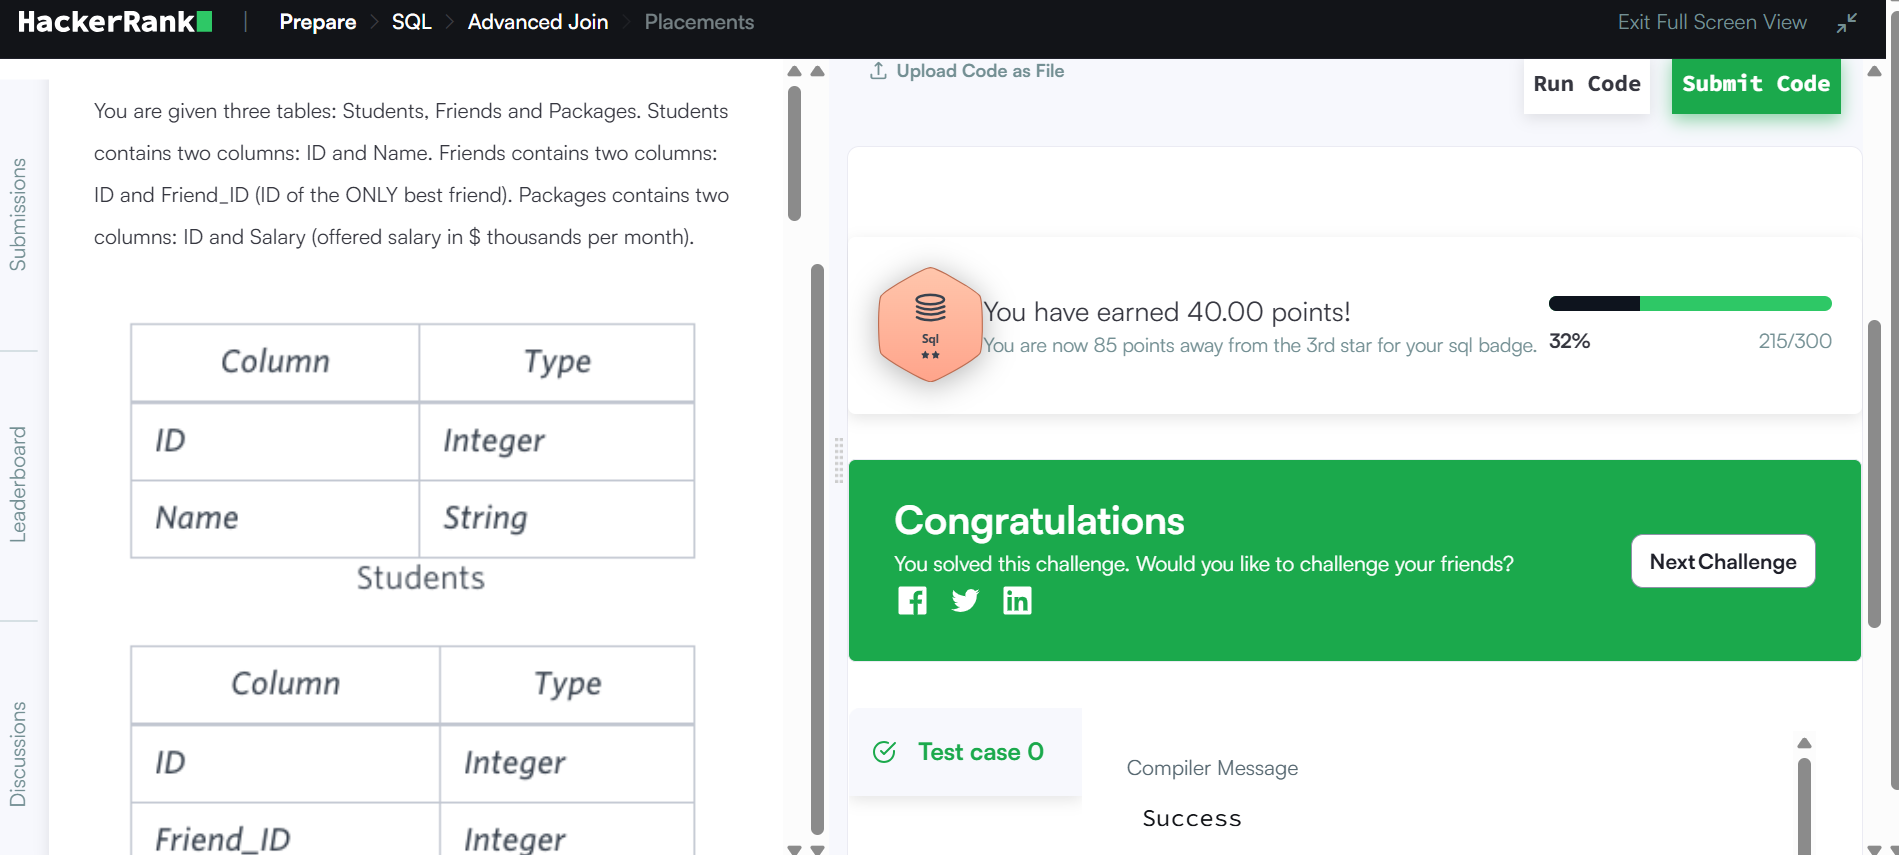 HackerRank
Prepare
SQL
Advanced Join
Placements
Exit Full Screen View
Submissions
Leaderboard
Discussions
You are given three tables: Students, Friends and Packages. Students
contains two columns: ID and Name. Friends contains two columns:
ID and Friend_ID (ID of the ONLY best friend). Packages contains two
columns: ID and Salary (offered salary in $ thousands per month).
Column Type
ID Integer
Name String
Students
Column Type
ID Integer
Friend_ID Integer
Upload Code as File
Run Code
Submit Code
Sql
You have earned 40.00 points!
You are now 85 points away from the 3rd star for your sql badge.
32% 215/300
Congratulations
You solved this challenge. Would you like to challenge your friends?
Next Challenge
Test case 0
Compiler Message
Success